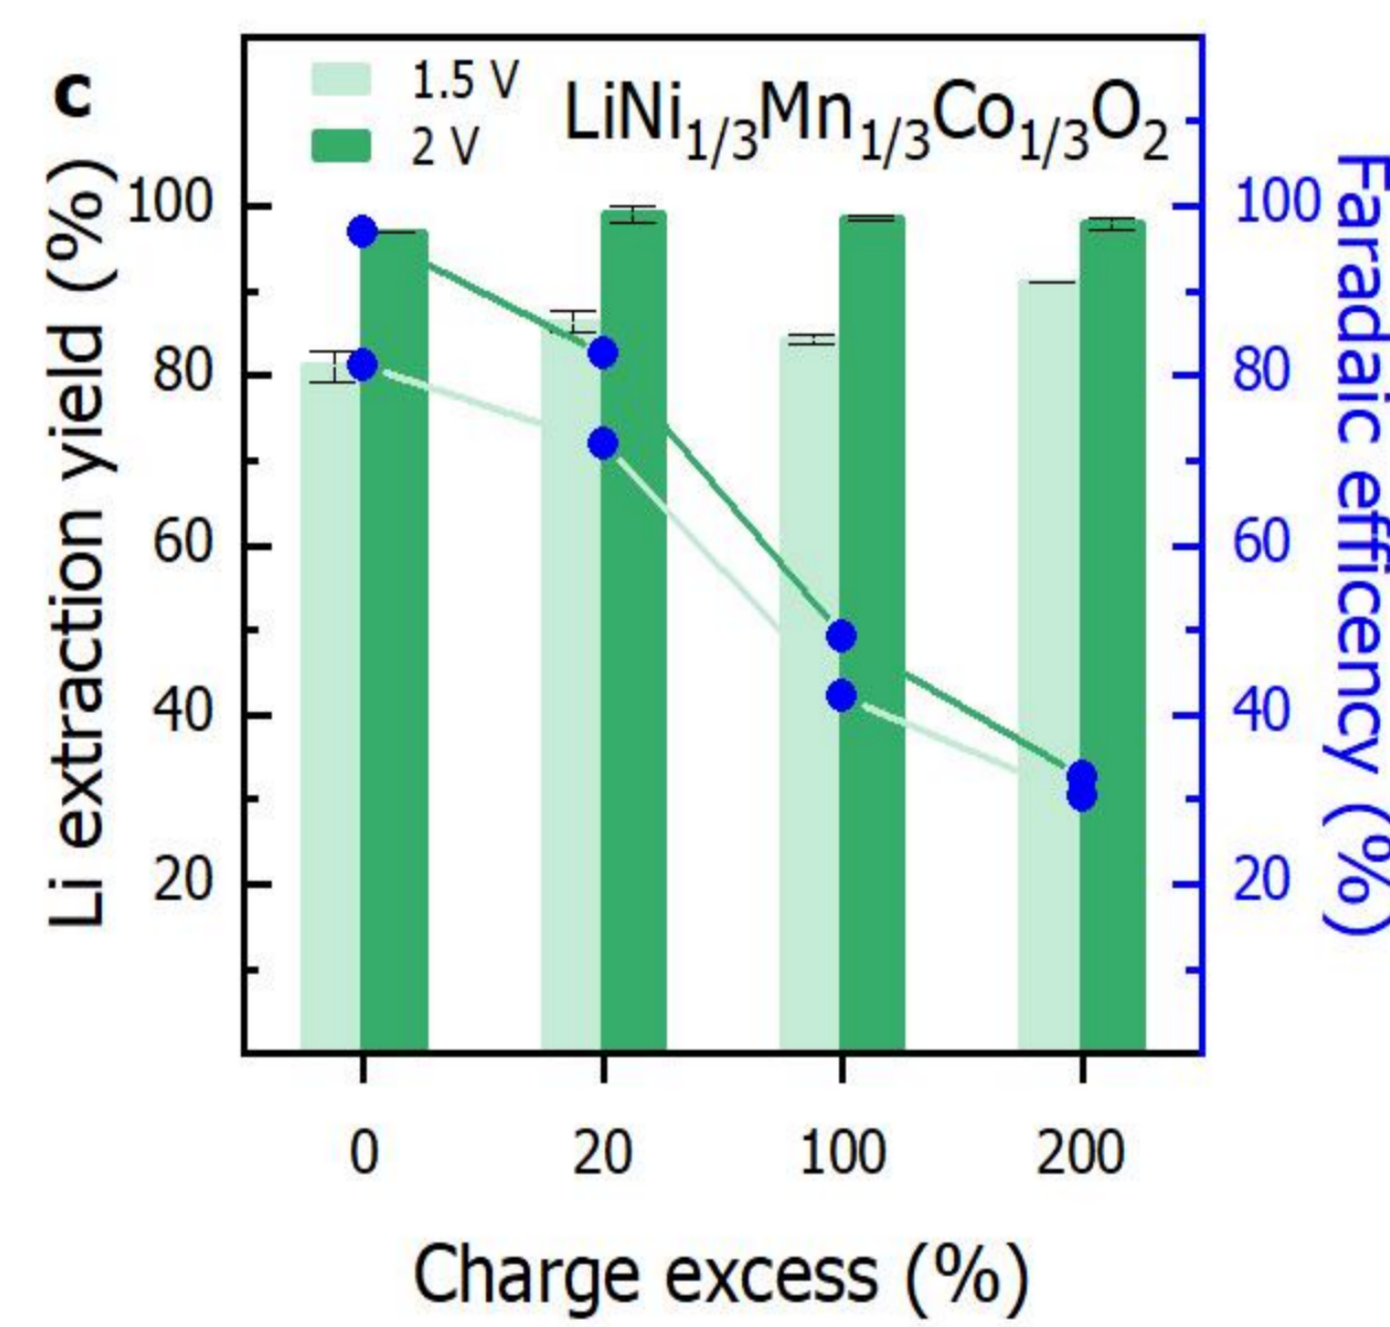 c
1.5 V
2 V
LiNi1/3Mn1/3Co1/3O2
Li extraction yield (%)
100
80
60
40
20
100
80
60
40
20
Faradaic efficency (%)
0 20 100 200
Charge excess (%)